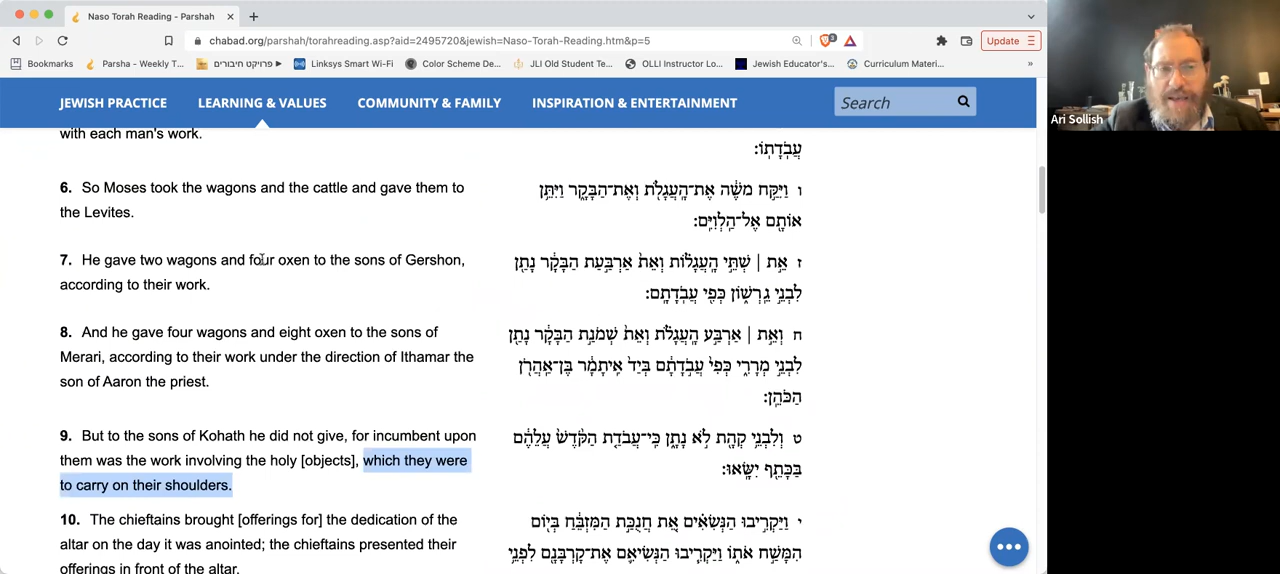 Naso Torah Reading - Parshah
chabad.org/parshah/torahreading.asp?aid=2495720&jewish=Naso-Torah-Reading.htm&p=5
Update
Bookmarks
Parsha - Weekly T...
פרוייקט חיבורים
Linksys Smart Wi-Fi
Color Scheme De...
JLI Old Student Te...
OLLI Instructor Lo...
Jewish Educator's...
Curriculum Materi...
JEWISH PRACTICE
LEARNING & VALUES
COMMUNITY & FAMILY
INSPIRATION & ENTERTAINMENT
Search
Ari Sollish
with each man's work.
6. So Moses took the wagons and the cattle and gave them to
the Levites.
7. He gave two wagons and four oxen to the sons of Gershon,
according to their work.
8. And he gave four wagons and eight oxen to the sons of
Merari, according to their work under the direction of Ithamar the
son of Aaron the priest.
9. But to the sons of Kohath he did not give, for incumbent upon
them was the work involving the holy [objects], which they were
to carry on their shoulders.
10. The chieftains brought [offerings for] the dedication of the
altar on the day it was anointed; the chieftains presented their
offerings in front of the altar.
עֲבֹדָתֽוֹ:
ו וַיִּקַּ֣ח משֶׁ֔ה אֶת־הָֽעֲגָלֹ֖ת וְאֶת־הַבָּקָ֑ר וַיִּתֵּ֥ן
אוֹתָ֖ם אֶל־הַֽלְוִיִּֽם:
ז אֵ֣ת | שְׁתֵּ֣י הָֽעֲגָל֗וֹת וְאֵת֙ אַרְבַּ֣עַת הַבָּקָ֔ר נָתַ֖ן
לִבְנֵ֣י גֵֽרְשׁ֑וֹן כְּפִ֖י עֲבֹֽדָתָֽם:
ח וְאֵ֣ת | אַרְבַּ֣ע הָֽעֲגָלֹ֗ת וְאֵת֙ שְׁמֹנַ֣ת הַבָּקָ֔ר נָתַ֖ן
לִבְנֵ֣י מְרָרִ֑י כְּפִי֙ עֲבֹ֣דָתָ֔ם בְּיַד֙ אִֽיתָמָ֔ר בֶּן־אַֽהֲרֹ֖ן
הַכֹּהֵֽן:
ט וְלִבְנֵ֥י קְהָ֖ת לֹ֣א נָתָ֑ן כִּֽי־עֲבֹדַ֤ת הַקֹּ֨דֶשׁ֙ עֲלֵהֶ֔ם
בַּכָּתֵ֖ף יִשָּֽׂאוּ:
י וַיַּקְרִ֣יבוּ הַנְּשִׂאִ֗ים אֵ֚ת חֲנֻכַּ֣ת הַמִּזְבֵּ֔חַ בְּי֖וֹם
הִמָּשַׁ֣ח אֹת֑וֹ וַיַּקְרִ֧יבוּ הַנְּשִׂיאִ֛ם אֶת־קָרְבָּנָ֖ם לִפְנֵ֥י